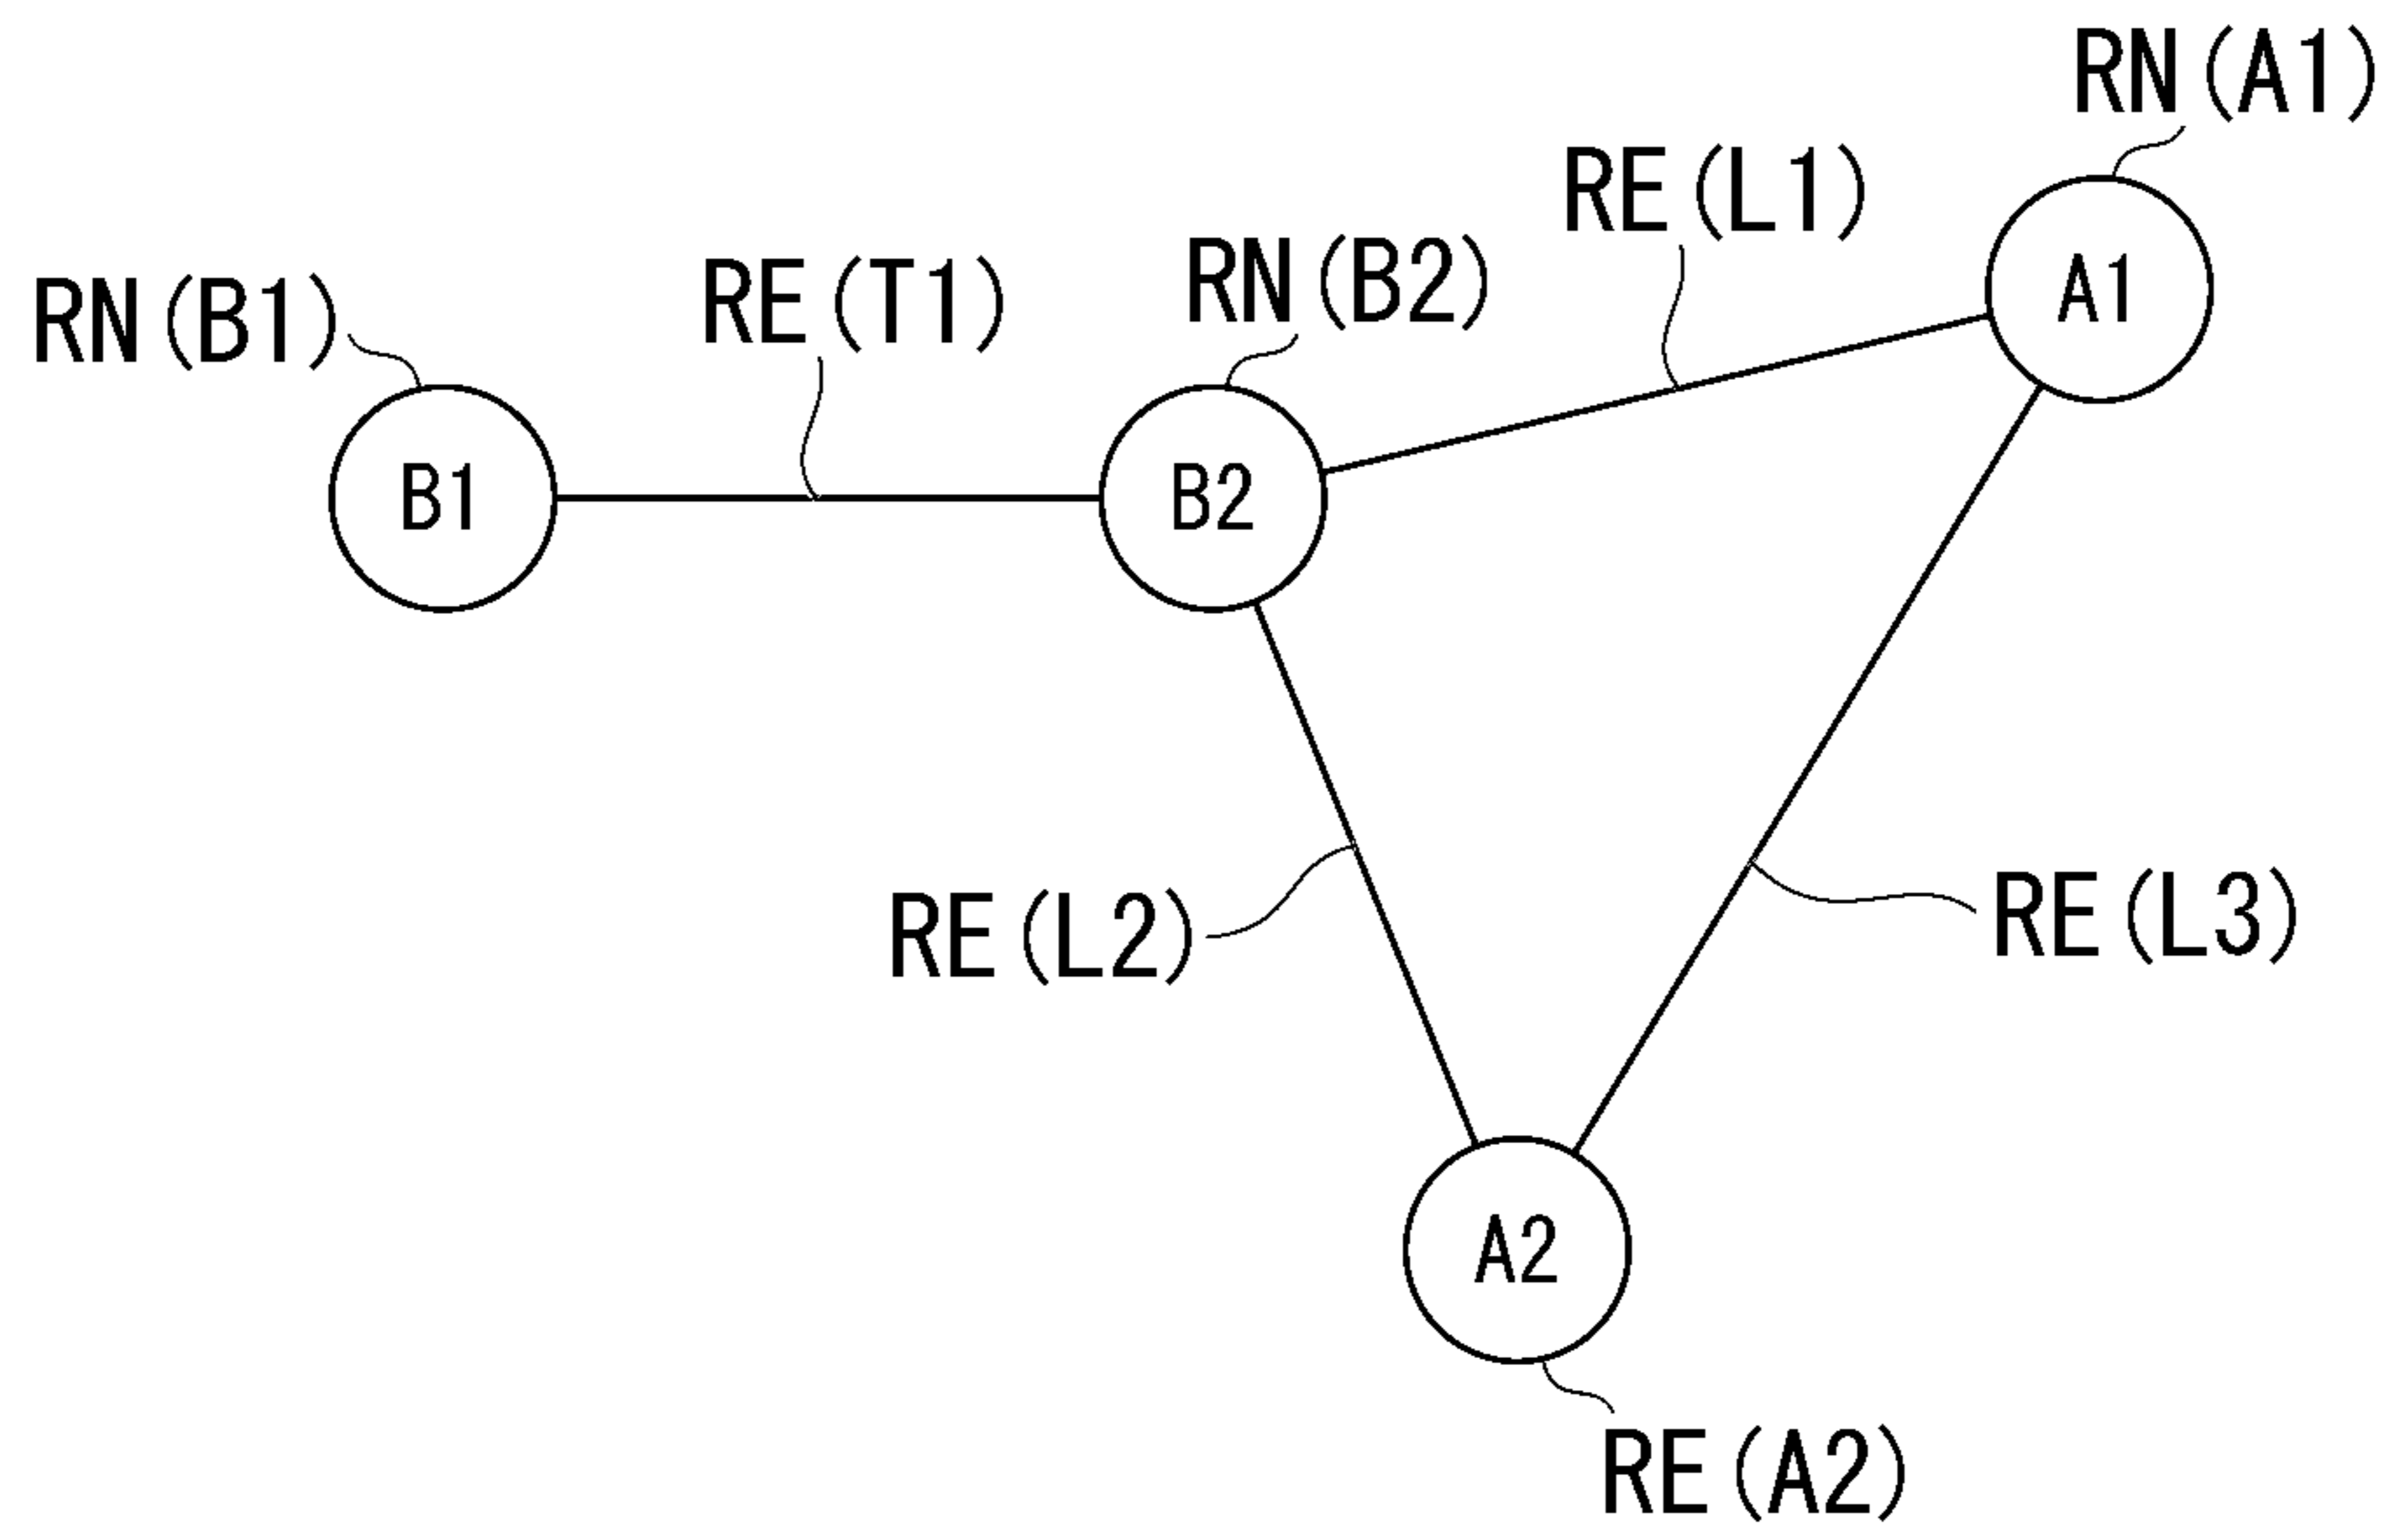 RN(A1)
RE(L1)
RN(B2)
RE(T1)
RN(B1)
A1
B1
B2
RE(L2)
RE(L3)
A2
RE(A2)